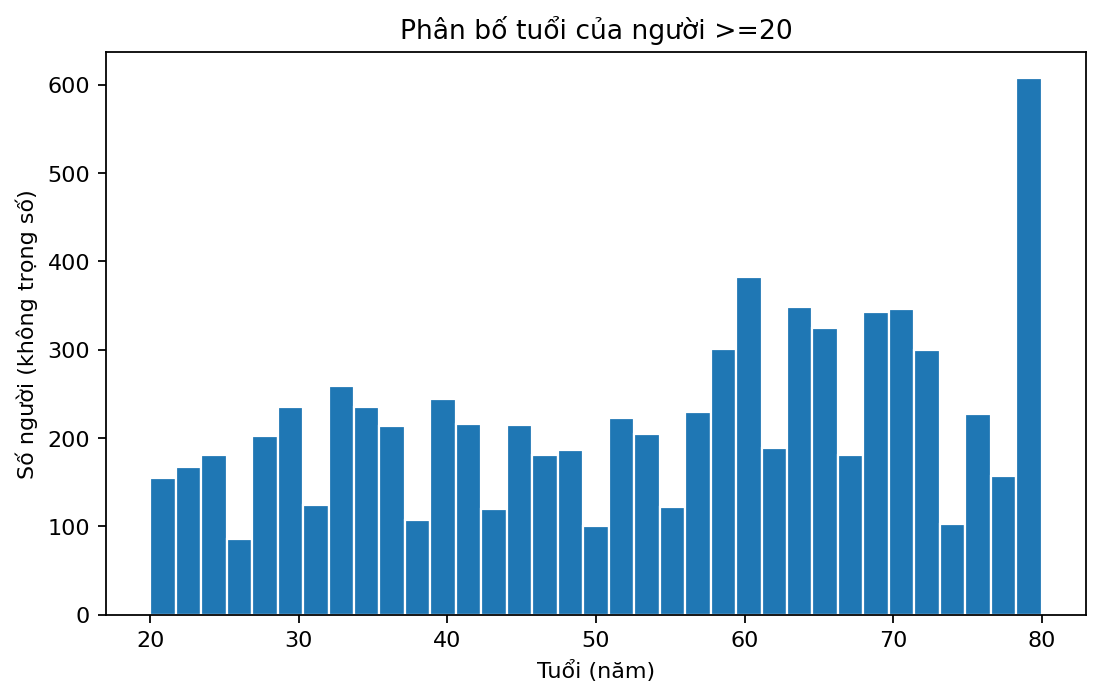 Phân bố tuổi của người >=20
Số người (không trọng số)
600
500
400
300
200
100
0
20 30 40 50 60 70 80
Tuổi (năm)